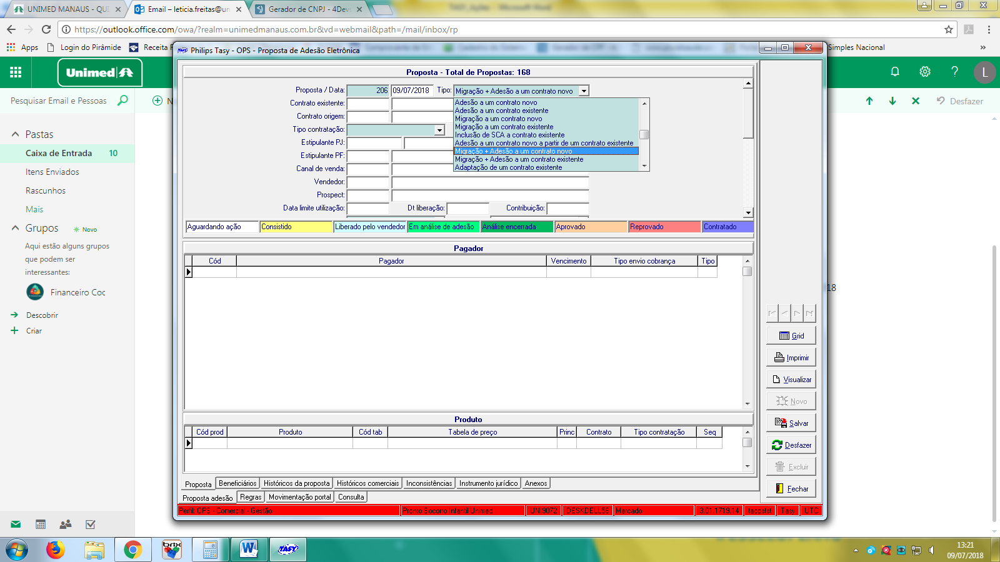 UNIMED MANAUS - QUI
Email – leticia.freitas@un
Gerador de CNPJ - 4Devs
https://outlook.office.com/owa/?realm=unimedmanaus.com.br&vd=webmail&path=/mail/inbox/rp
Apps
Login do Pirâmide
Receita F
Simples Nacional
»
Unimed
?
L
Pesquisar Email e Pessoas
N
Desfazer
Pastas
Caixa de Entrada 10
Itens Enviados
Rascunhos
Mais
Grupos
Novo
Aqui estão alguns grupos
que podem ser
interessantes:
Financeiro Coc
Descobrir
Criar
18
TASY Philips Tasy - OPS - Proposta de Adesão Eletrônica
Proposta - Total de Propostas: 168
Proposta / Data: 206 09/07/2018 Tipo: Migração + Adesão a um contrato novo
Contrato existente:
Contrato origem:
Tipo contratação:
Estipulante PJ:
Estipulante PF:
Canal de venda:
Vendedor:
Prospect:
Data limite utilização: Dt liberação: Contribuição:
Adesão a um contrato novo
Adesão a um contrato existente
Migração a um contrato novo
Migração a um contrato existente
Inclusão de SCA a contrato existente
Adesão a um contrato novo a partir de um contrato existente
Migração + Adesão a um contrato novo
Migração + Adesão a um contrato existente
Adaptação de um contrato existente
Aguardando ação Consistido Liberado pelo vendedor Em análise de adesão Análise encerrada Aprovado Reprovado Contratado
Pagador
Cód Pagador Vencimento Tipo envio cobrança Tipo
Produto
Cód prod Produto Cód tab Tabela de preço Princ Contrato Tipo contratação Seq
Proposta Beneficiários Históricos da proposta Históricos comerciais Inconsistências Instrumento jurídico Anexos
Proposta adesão Regras Movimentação portal Consulta
Perfil: OPS - Comercial - Gestão Pronto Socorro Infantil Unimed UNI9072 DESKDELL56 Mercado 3.01.1719.14 taopstst Tasy UTC
Grid
Imprimir
Visualizar
Novo
Salvar
Desfazer
Excluir
Fechar
brix
W
TASY
13:21
09/07/2018